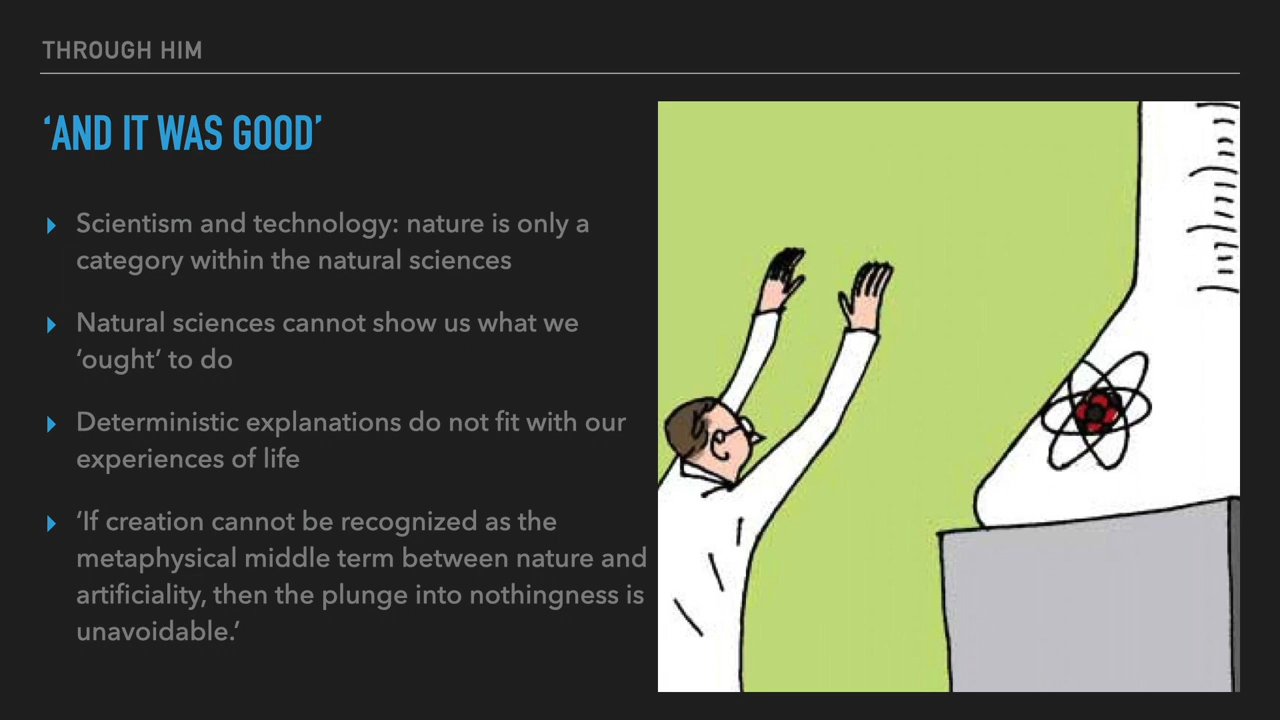 THROUGH HIM
‘AND IT WAS GOOD’
Scientism and technology: nature is only a
category within the natural sciences
Natural sciences cannot show us what we
‘ought’ to do
Deterministic explanations do not fit with our
experiences of life
‘If creation cannot be recognized as the
metaphysical middle term between nature and
artificiality, then the plunge into nothingness is
unavoidable.’